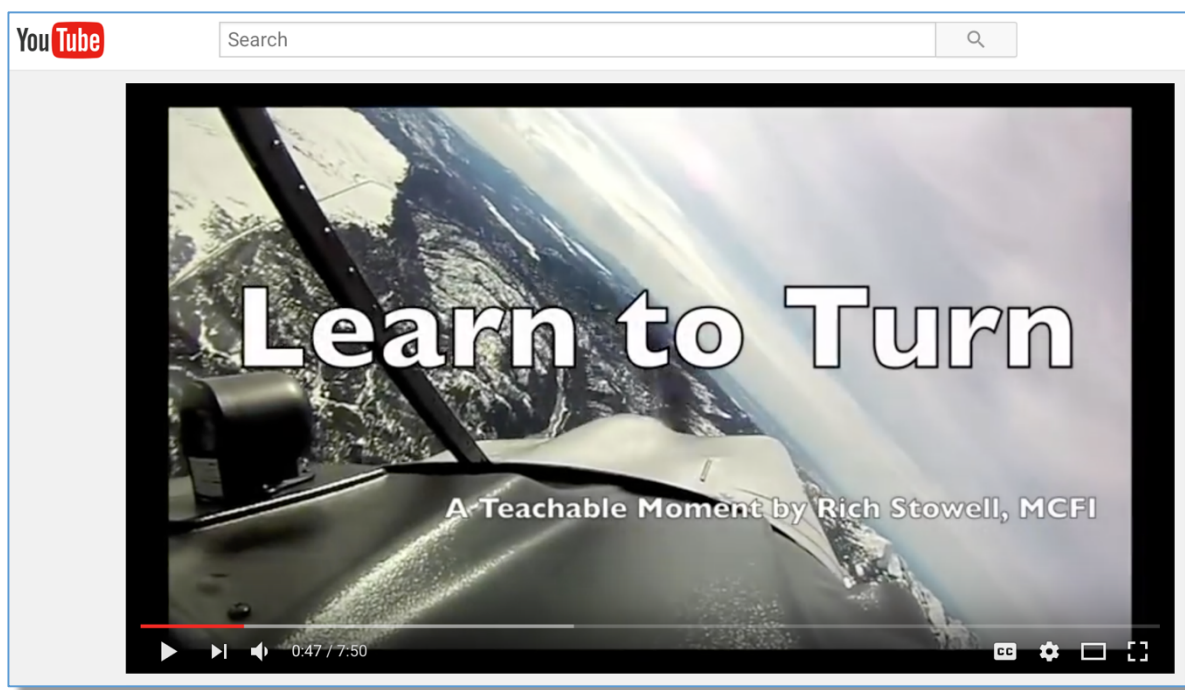 YouTube
Search
Learn to Turn
A Teachable Moment by Rich Stowell, MCFI
0:47 / 7:50
CC